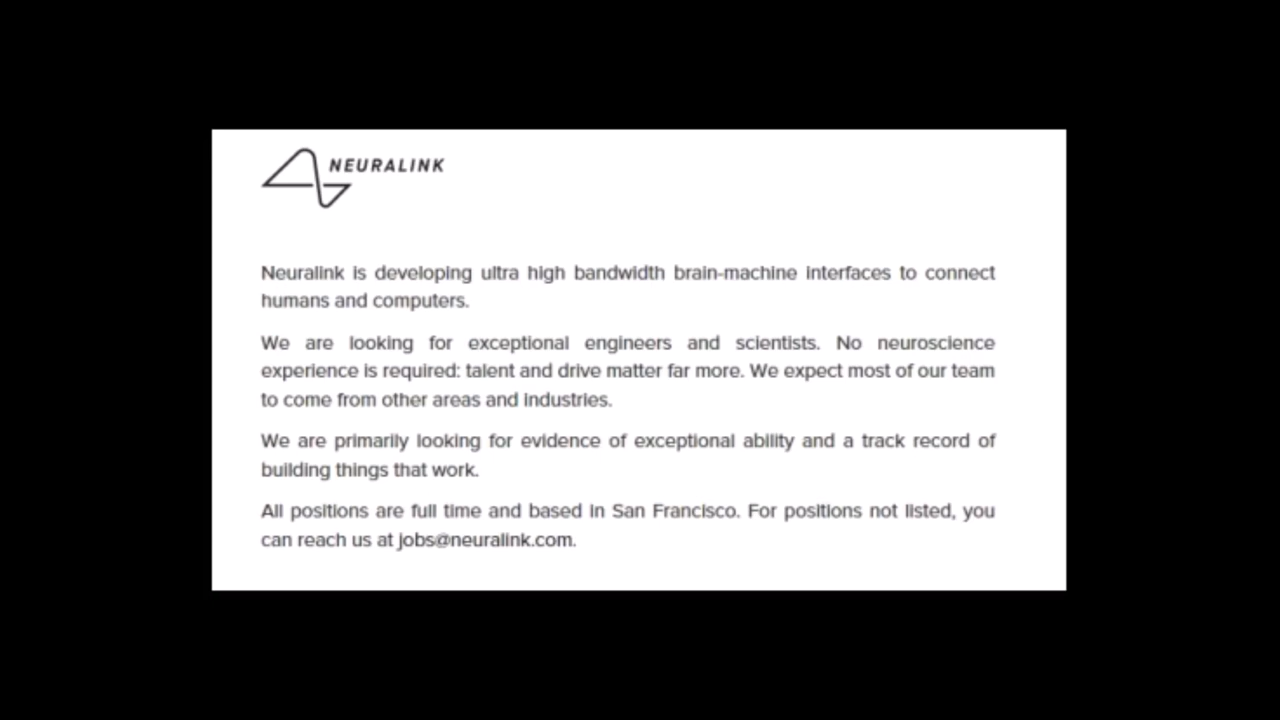 NEURALINK
Neuralink is developing ultra high bandwidth brain-machine interfaces to connect
humans and computers.
We are looking for exceptional engineers and scientists. No neuroscience
experience is required: talent and drive matter far more. We expect most of our team
to come from other areas and industries.
We are primarily looking for evidence of exceptional ability and a track record of
building things that work.
All positions are full time and based in San Francisco. For positions not listed, you
can reach us at jobs@neuralink.com.